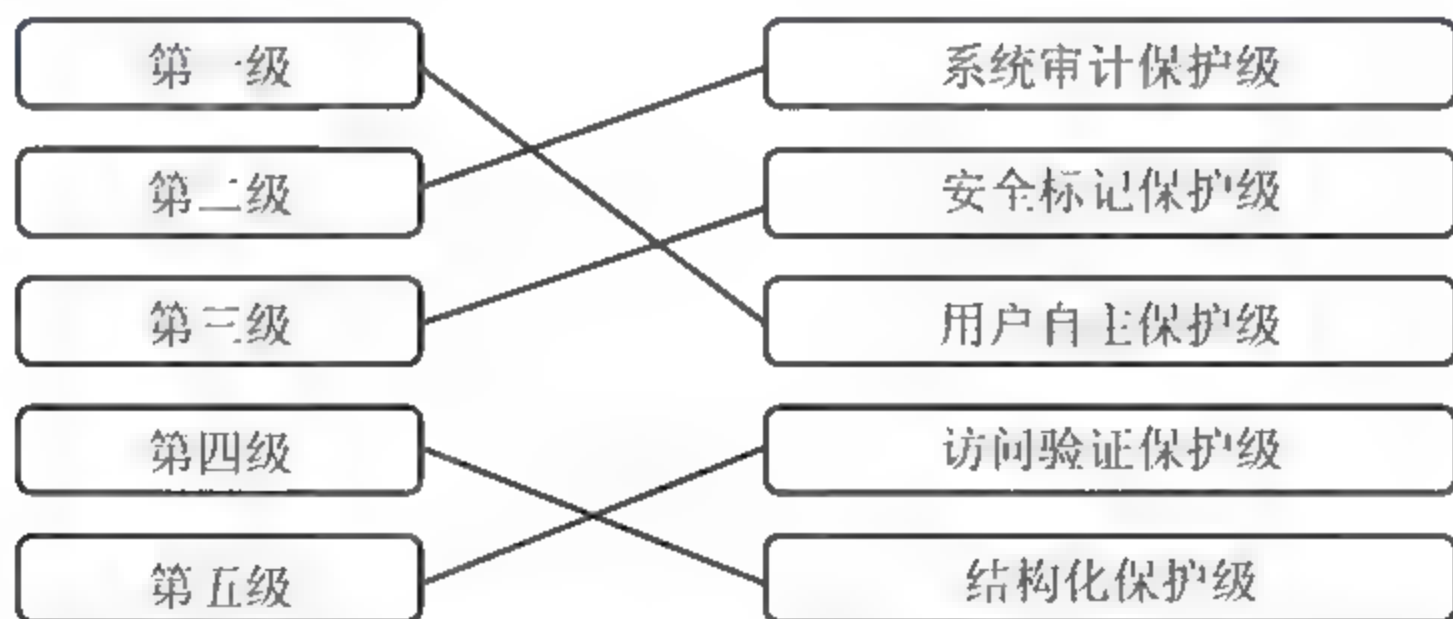 第一级
系统审计保护级
第二级
安全标记保护级
第三级
用户自主保护级
第四级
访问验证保护级
第五级
结构化保护级